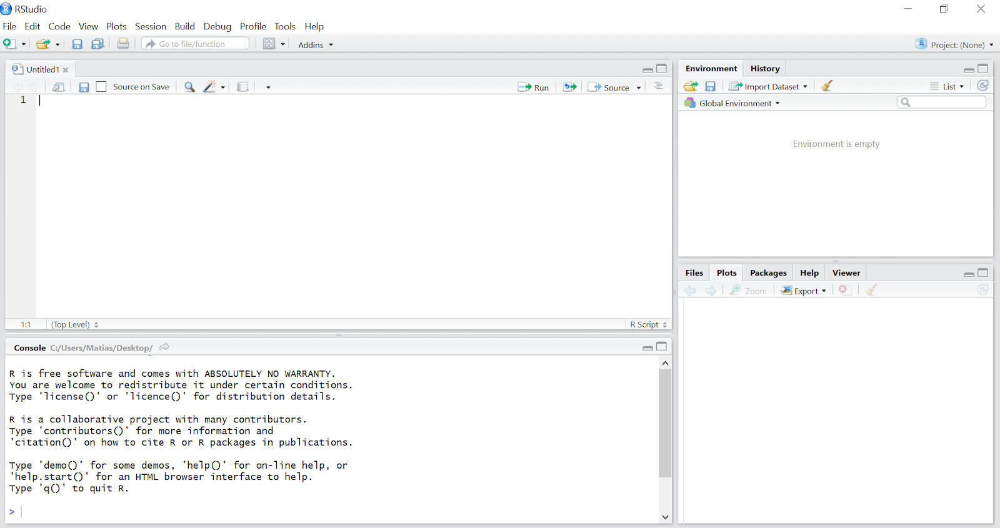 RStudio
File Edit Code View Plots Session Build Debug Profile Tools Help
Go to file/function Addins Project: (None)
Untitled1
Source on Save Run Source
1
1:1 (Top Level) R Script
Console C:/Users/Matias/Desktop/
R is free software and comes with ABSOLUTELY NO WARRANTY.
You are welcome to redistribute it under certain conditions.
Type 'license()' or 'licence()' for distribution details.
R is a collaborative project with many contributors.
Type 'contributors()' for more information and
'citation()' on how to cite R or R packages in publications.
Type 'demo()' for some demos, 'help()' for on-line help, or
'help.start()' for an HTML browser interface to help.
Type 'q()' to quit R.
>
Environment History
Import Dataset List
Global Environment
Environment is empty
Files Plots Packages Help Viewer
Zoom Export